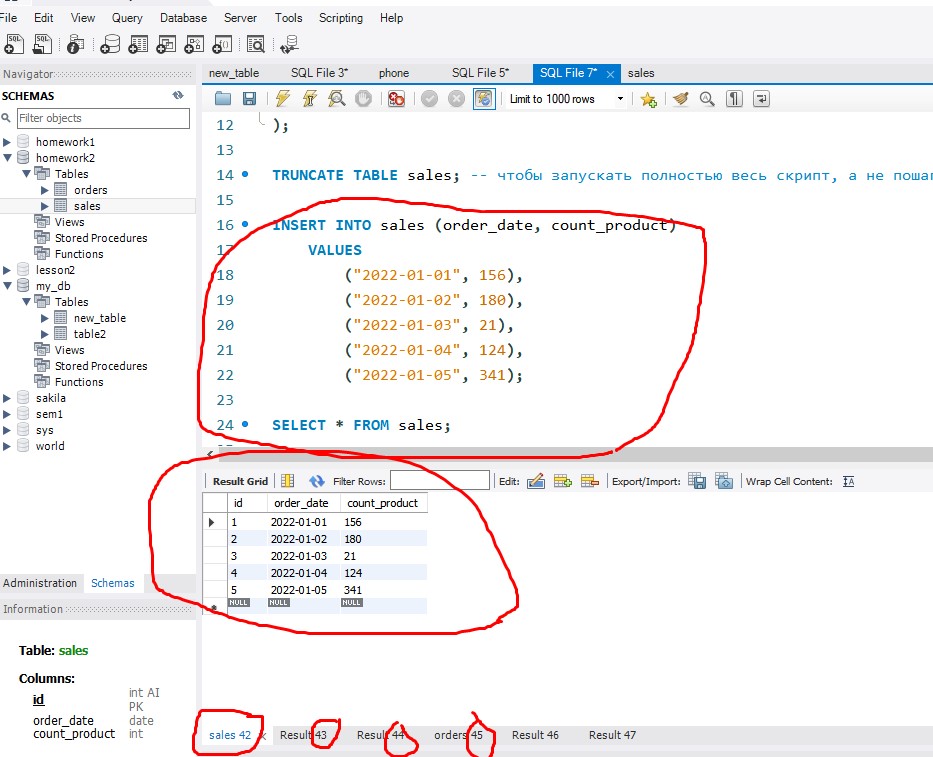 File Edit View Query Database Server Tools Scripting Help
Navigator
SCHEMAS
Filter objects
homework1
homework2
Tables
orders
sales
Views
Stored Procedures
Functions
lesson2
my_db
Tables
new_table
table2
Views
Stored Procedures
Functions
sakila
sem1
sys
world
Administration Schemas
Information
Table: sales
Columns:
id int AI
PK
order_date date
count_product int
new_table SQL File 3* phone SQL File 5* SQL File 7* sales
Limit to 1000 rows
12 );
13
14 TRUNCATE TABLE sales; -- чтобы запускать полностью весь скрипт, а не
15
16 INSERT INTO sales (order_date, count_product)
17 VALUES
18 ("2022-01-01", 156),
19 ("2022-01-02", 180),
20 ("2022-01-03", 21),
21 ("2022-01-04", 124),
22 ("2022-01-05", 341);
23
24 SELECT * FROM sales;
Result Grid Filter Rows: Edit: Export/Import: Wrap Cell Content:
id order_date count_product
1 2022-01-01 156
2 2022-01-02 180
3 2022-01-03 21
4 2022-01-04 124
5 2022-01-05 341
NULL NULL NULL
sales 42 Result 43 Result 44 orders 45 Result 46 Result 47